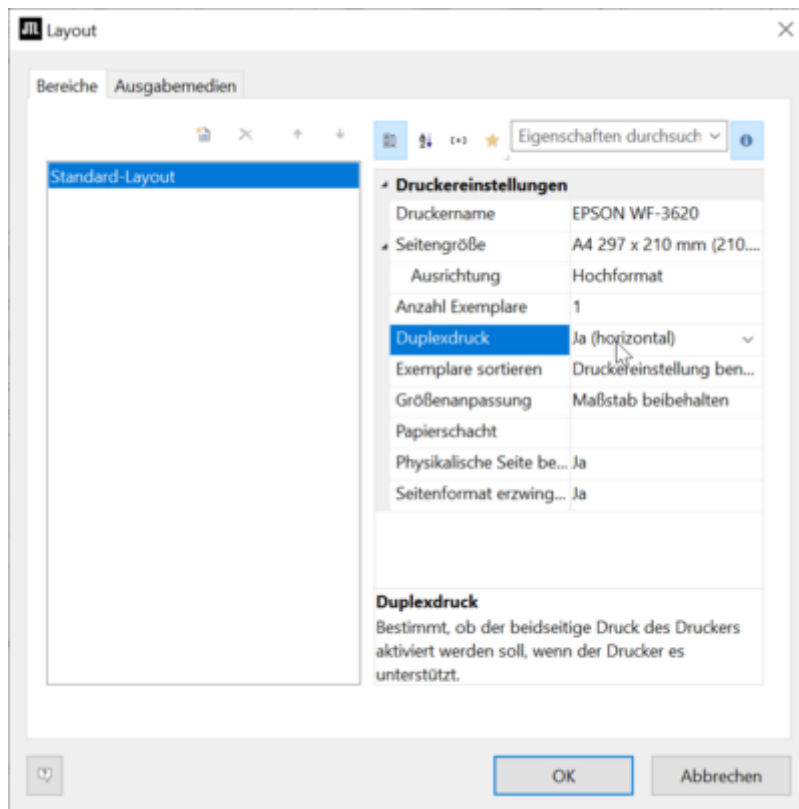 JTL Layout
Bereiche Ausgabemedien
Eigenschaften durchsuch
Standard-Layout
Druckereinstellungen
Druckername EPSON WF-3620
Seitengröße A4 297 x 210 mm (210....
Ausrichtung Hochformat
Anzahl Exemplare 1
Duplexdruck Ja (horizontal)
Exemplare sortieren Druckereinstellung ben...
Größenanpassung Maßstab beibehalten
Papierschacht
Physikalische Seite be... Ja
Seitenformat erzwing... Ja
Duplexdruck
Bestimmt, ob der beidseitige Druck des Druckers
aktiviert werden soll, wenn der Drucker es
unterstützt.
OK Abbrechen